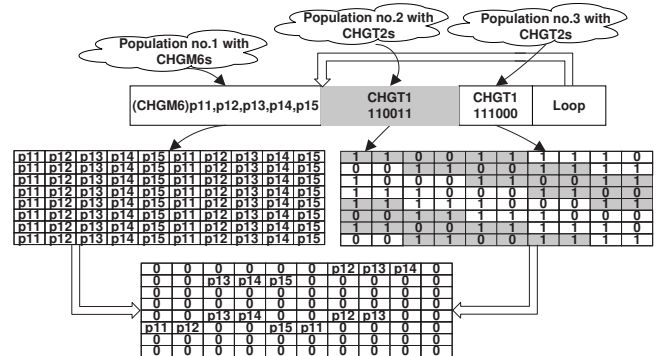 Population no.1 with CHGM6s
Population no.2 with CHGT2s
Population no.3 with CHGT2s
(CHGM6)p11,p12,p13,p14,p15
CHGT1
110011
CHGT1
111000
Loop
p11 p12 p13 p14 p15 p11 p12 p13 p14 p15
p11 p12 p13 p14 p15 p11 p12 p13 p14 p15
p11 p12 p13 p14 p15 p11 p12 p13 p14 p15
p11 p12 p13 p14 p15 p11 p12 p13 p14 p15
p11 p12 p13 p14 p15 p11 p12 p13 p14 p15
p11 p12 p13 p14 p15 p11 p12 p13 p14 p15
p11 p12 p13 p14 p15 p11 p12 p13 p14 p15
p11 p12 p13 p14 p15 p11 p12 p13 p14 p15
1 1 0 0 1 1 1 1 1 0
0 0 1 1 0 0 1 1 1 1
1 0 0 0 1 1 0 0 1 1
1 1 1 0 0 0 1 1 0 0
1 1 1 1 1 0 0 0 1 1
0 0 1 1 1 1 1 0 0 0
1 1 0 0 1 1 1 1 1 0
0 0 1 1 0 0 1 1 1 1
0 0 0 0 0 0 p12 p13 p14 0
0 0 p13 p14 p15 0 0 0 0 0
0 0 0 0 0 0 0 0 0 0
0 0 0 0 0 0 0 0 0 0
0 0 p13 p14 0 0 p12 p13 0 0
p11 p12 0 0 p15 p11 0 0 0 0
0 0 0 0 0 0 0 0 0 0
0 0 0 0 0 0 0 0 0 0